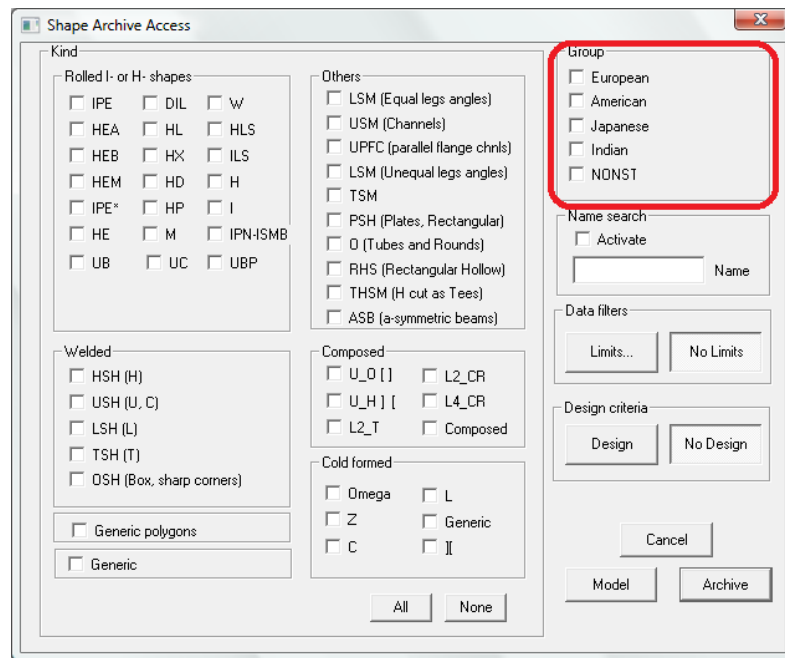 Shape Archive Access
Kind
Rolled I- or H- shapes
IPE DIL W
HEA HL HLS
HEB HX ILS
HEM HD H
IPE* HP I
HE M IPN-ISMB
UB UC UBP
Others
LSM (Equal legs angles)
USM (Channels)
UPFC (parallel flange chnls)
LSM (Unequal legs angles)
TSM
PSH (Plates, Rectangular)
O (Tubes and Rounds)
RHS (Rectangular Hollow)
THSM (H cut as Tees)
ASB (a-symmetric beams)
Welded
HSH (H)
USH (U, C)
LSH (L)
TSH (T)
OSH (Box, sharp corners)
Generic polygons
Generic
Composed
U_O [ ] L2_CR
U_H ] [ L4_CR
L2_T Composed
Cold formed
Omega L
Z Generic
C ][
All None
Group
European
American
Japanese
Indian
NONST
Name search
Activate
Name
Data filters
Limits... No Limits
Design criteria
Design No Design
Cancel
Model Archive